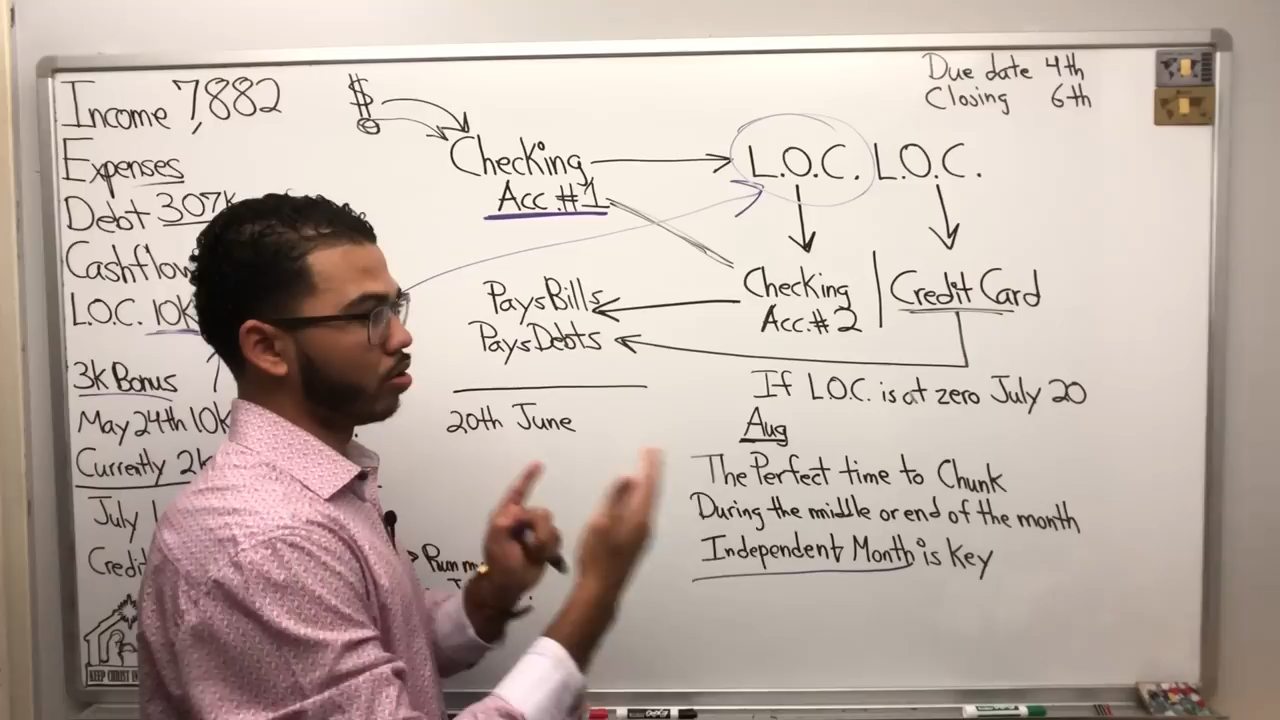 Income 7,882
Expenses
Debt 307K
Cashflow
L.O.C. 10K
3K Bonus
May 24th 10K
Currently 2K
July
Credit
KEEP CHRIST
$
Checking
Acc.#1
Pays Bills
Pays Debts
20th June
Run
Due date 4th
Closing 6th
L.O.C. L.O.C.
Checking
Acc.#2
Credit Card
If L.O.C. is at zero July 20
Aug
The Perfect time to Chunk
During the middle or end of the month
Independent Month is Key